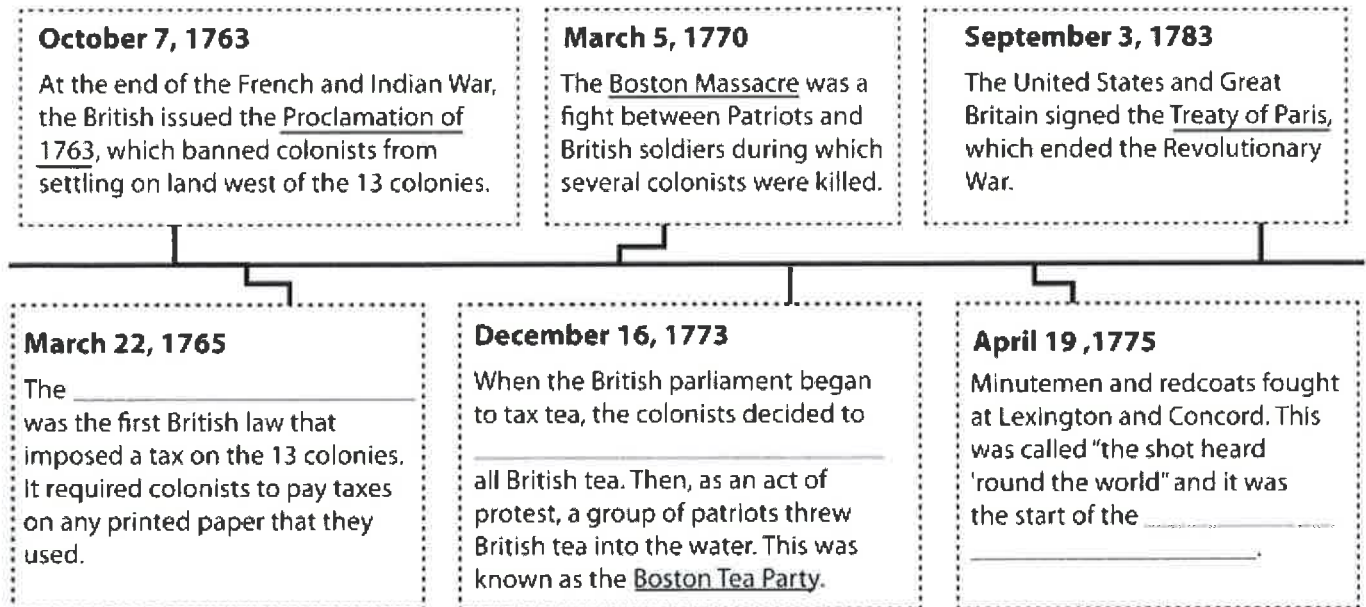 October 7, 1763
At the end of the French and Indian War,
the British issued the Proclamation of
1763, which banned colonists from
settling on land west of the 13 colonies.
March 5, 1770
The Boston Massacre was a
fight between Patriots and
British soldiers during which
several colonists were killed.
September 3, 1783
The United States and Great
Britain signed the Treaty of Paris,
which ended the Revolutionary
War.
March 22, 1765
The
was the first British law that
imposed a tax on the 13 colonies.
It required colonists to pay taxes
on any printed paper that they
used.
December 16, 1773
When the British parliament began
to tax tea, the colonists decided to
all British tea. Then, as an act of
protest, a group of patriots threw
British tea into the water. This was
known as the Boston Tea Party.
April 19 ,1775
Minutemen and redcoats fought
at Lexington and Concord. This
was called "the shot heard
'round the world" and it was
the start of the
.